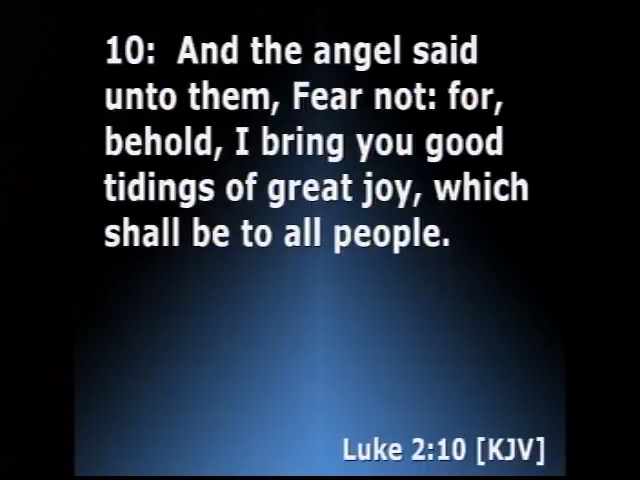 10:  And the angel said
unto them, Fear not: for,
behold, I bring you good
tidings of great joy, which
shall be to all people.
Luke 2:10 [KJV]